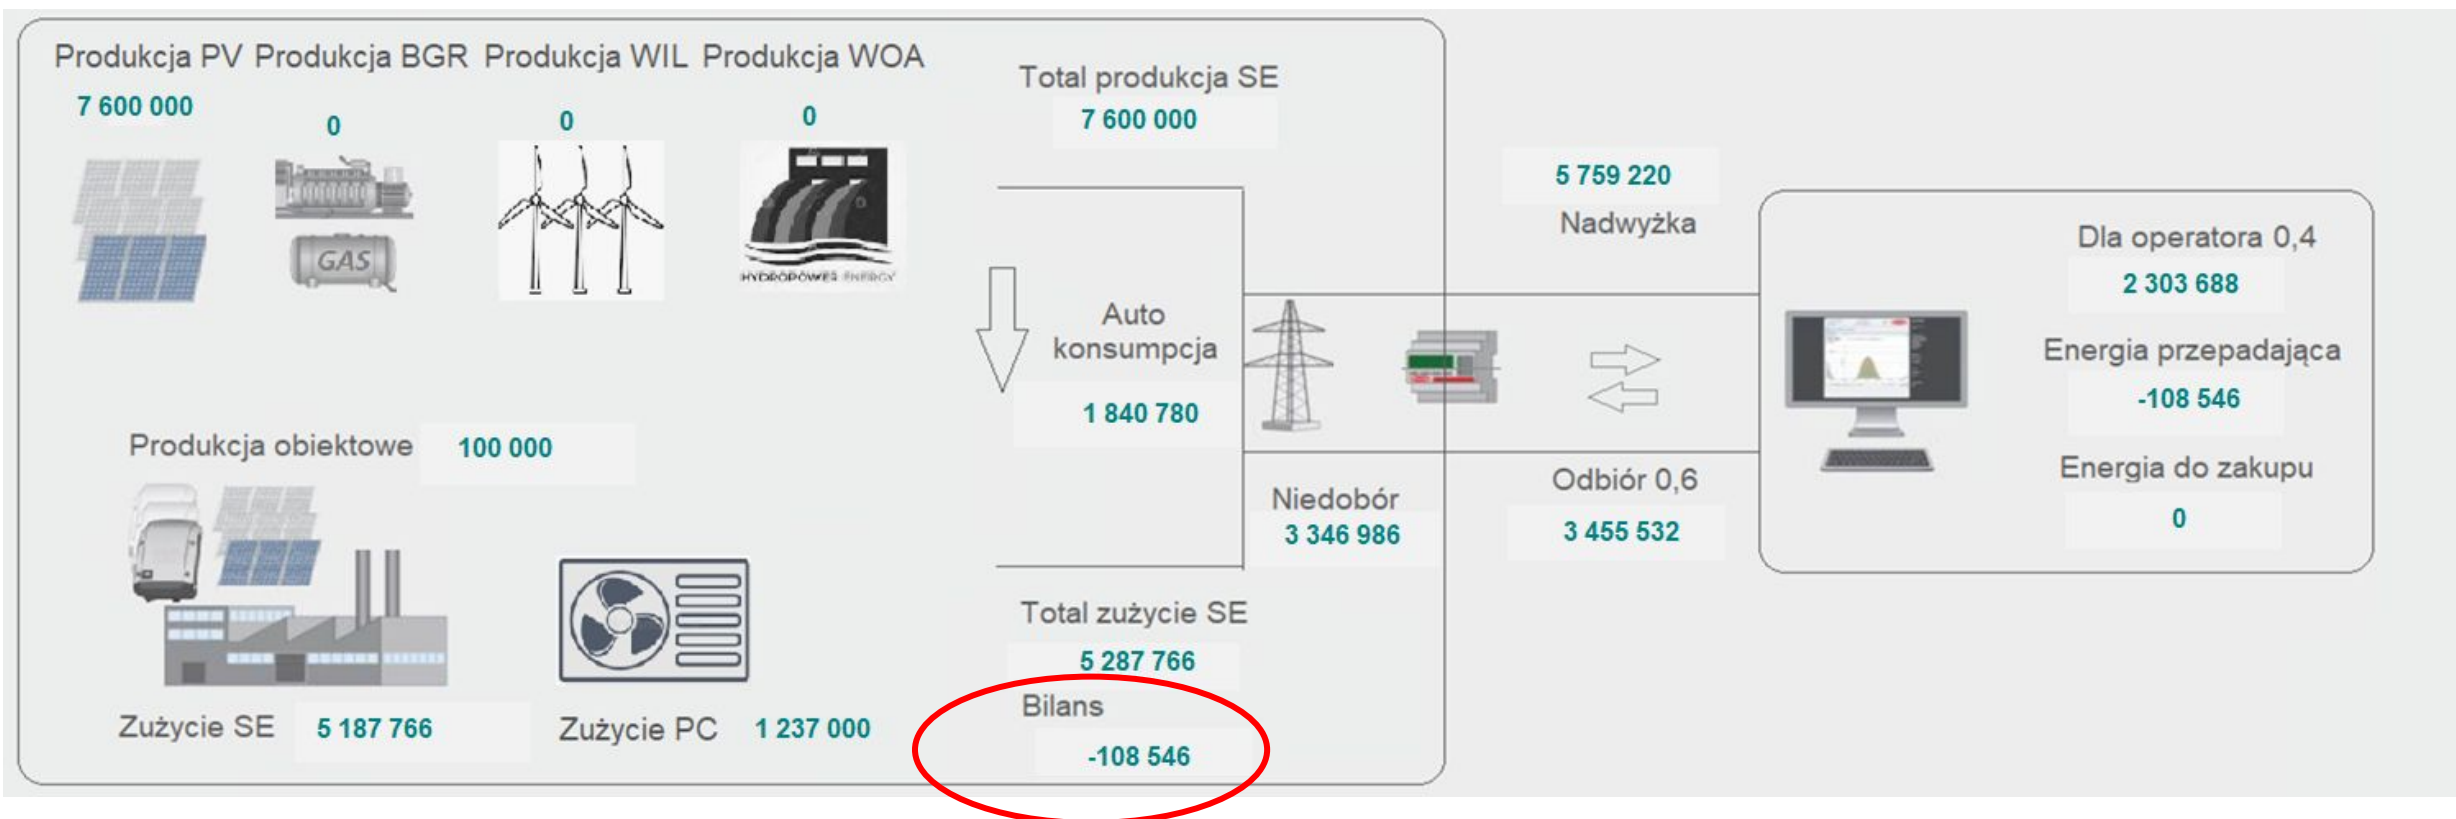 Produkcja PV Produkcja BGR Produkcja WIL Produkcja WOA
7 600 000
0
0
0
Total produkcja SE
7 600 000
GAS
HYDROPOWER ENERGY
5 759 220
Nadwyżka
Dla operatora 0,4
2 303 688
Energia przepadająca
-108 546
Energia do zakupu
0
Auto
konsumpcja
1 840 780
Produkcja obiektowe 100 000
Niedobór
3 346 986
Odbiór 0,6
3 455 532
Total zużycie SE
5 287 766
Bilans
-108 546
Zużycie SE 5 187 766
Zużycie PC 1 237 000